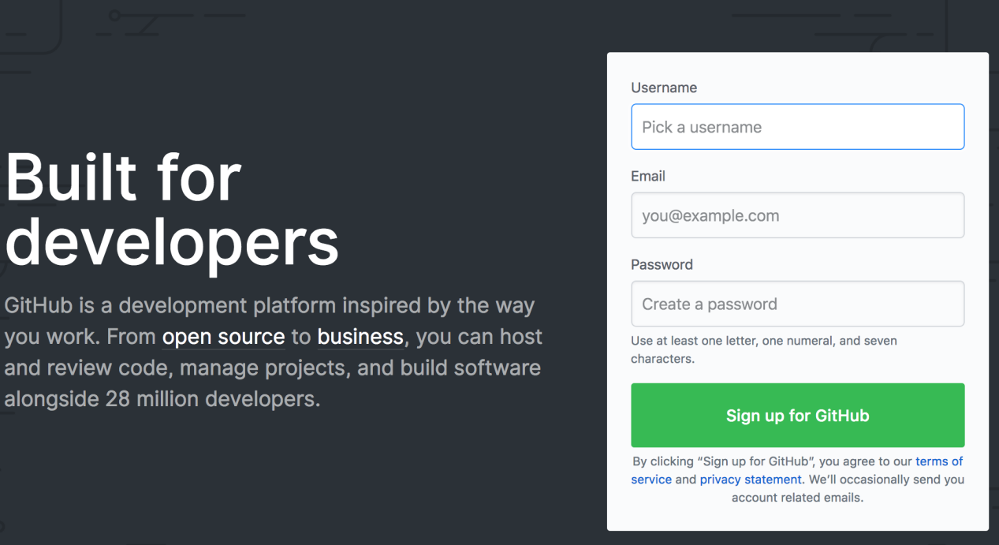 Built for
developers
GitHub is a development platform inspired by the way
you work. From open source to business, you can host
and review code, manage projects, and build software
alongside 28 million developers.
Username
Pick a username
Email
you@example.com
Password
Create a password
Use at least one letter, one numeral, and seven
characters.
Sign up for GitHub
By clicking “Sign up for GitHub”, you agree to our terms of
service and privacy statement. We’ll occasionally send you
account related emails.